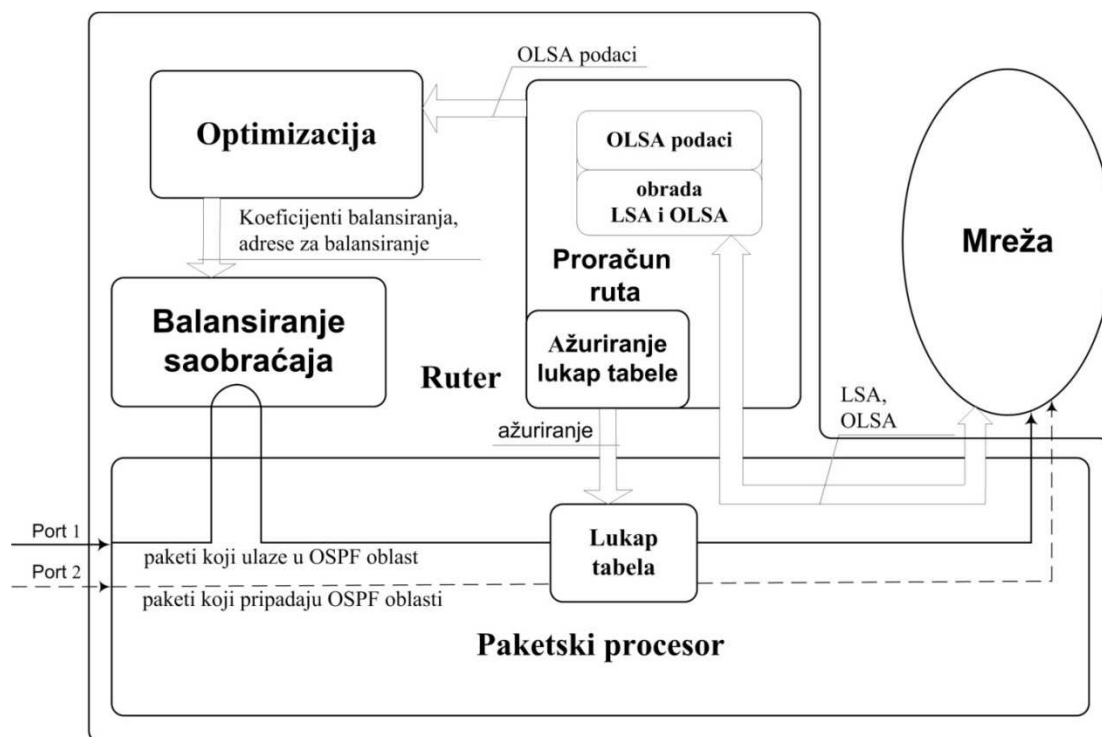 OLSA podaci
Optimizacija
OLSA podaci
obrada
LSA i OLSA
Koeficijenti balansiranja,
adrese za balansiranje
Mreža
Proračun
ruta
Balansiranje
saobraćaja
Ažuriranje
lukap tabele
Ruter
LSA,
OLSA
ažuriranje
Port 1
paketi koji ulaze u OSPF oblast
Lukap
tabela
Port 2
paketi koji pripadaju OSPF oblasti
Paketski procesor